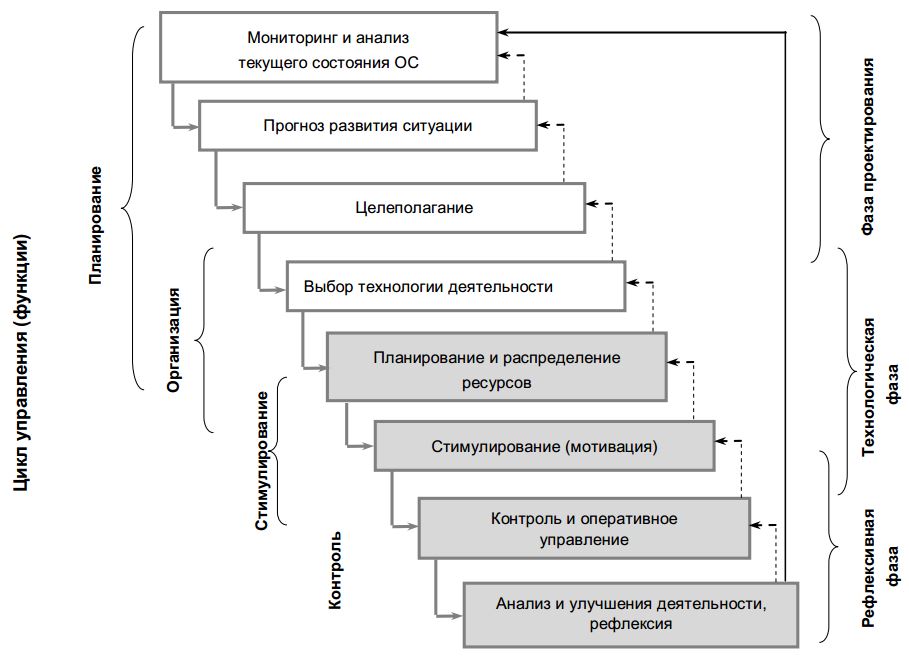 Цикл управления (функции)
Планирование
Организация
Стимулирование
Контроль
Мониторинг и анализ
текущего состояния ОС
Прогноз развития ситуации
Целеполагание
Выбор технологии деятельности
Планирование и распределение
ресурсов
Стимулирование (мотивация)
Контроль и оперативное
управление
Анализ и улучшения деятельности,
рефлексия
Фаза проектирования
Технологическая
фаза
Рефлексивная
фаза